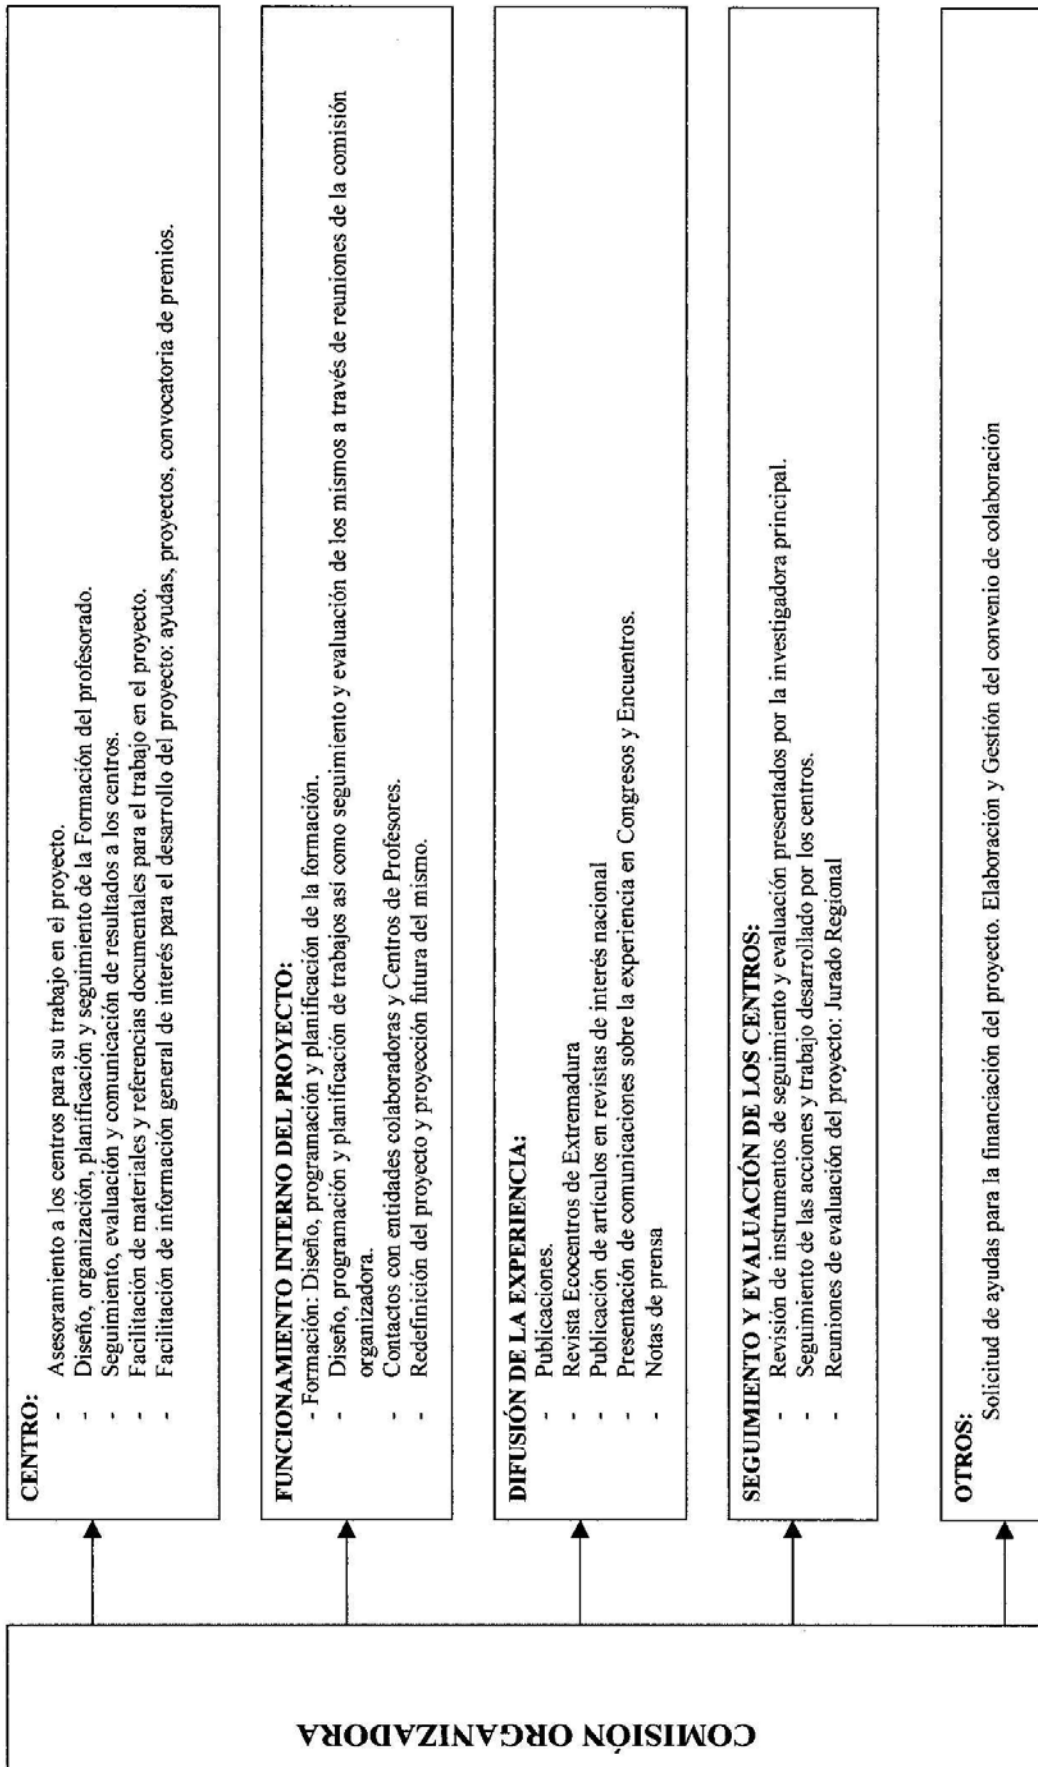 COMISIÓN ORGANIZADORA
CENTRO:
- Asesoramiento a los centros para su trabajo en el proyecto.
- Diseño, organización, planificación y seguimiento de la Formación del profesorado.
- Seguimiento, evaluación y comunicación de resultados a los centros.
- Facilitación de materiales y referencias documentales para el trabajo en el proyecto.
- Facilitación de información general de interés para el desarrollo del proyecto: ayudas, proyectos, convocatoria de premios.
FUNCIONAMIENTO INTERNO DEL PROYECTO:
- Formación: Diseño, programación y planificación de la formación.
- Diseño, programación y planificación de trabajos así como seguimiento y evaluación de los mismos a través de reuniones de la comisión
organizadora.
- Contactos con entidades colaboradoras y Centros de Profesores.
- Redefinición del proyecto y proyección futura del mismo.
DIFUSIÓN DE LA EXPERIENCIA:
- Publicaciones.
- Revista Ecocentros de Extremadura
- Publicación de artículos en revistas de interés nacional
- Presentación de comunicaciones sobre la experiencia en Congresos y Encuentros.
- Notas de prensa
SEGUIMIENTO Y EVALUACIÓN DE LOS CENTROS:
- Revisión de instrumentos de seguimiento y evaluación presentados por la investigadora principal.
- Seguimiento de las acciones y trabajo desarrollado por los centros.
- Reuniones de evaluación del proyecto: Jurado Regional
OTROS:
Solicitud de ayudas para la financiación del proyecto. Elaboración y Gestión del convenio de colaboración